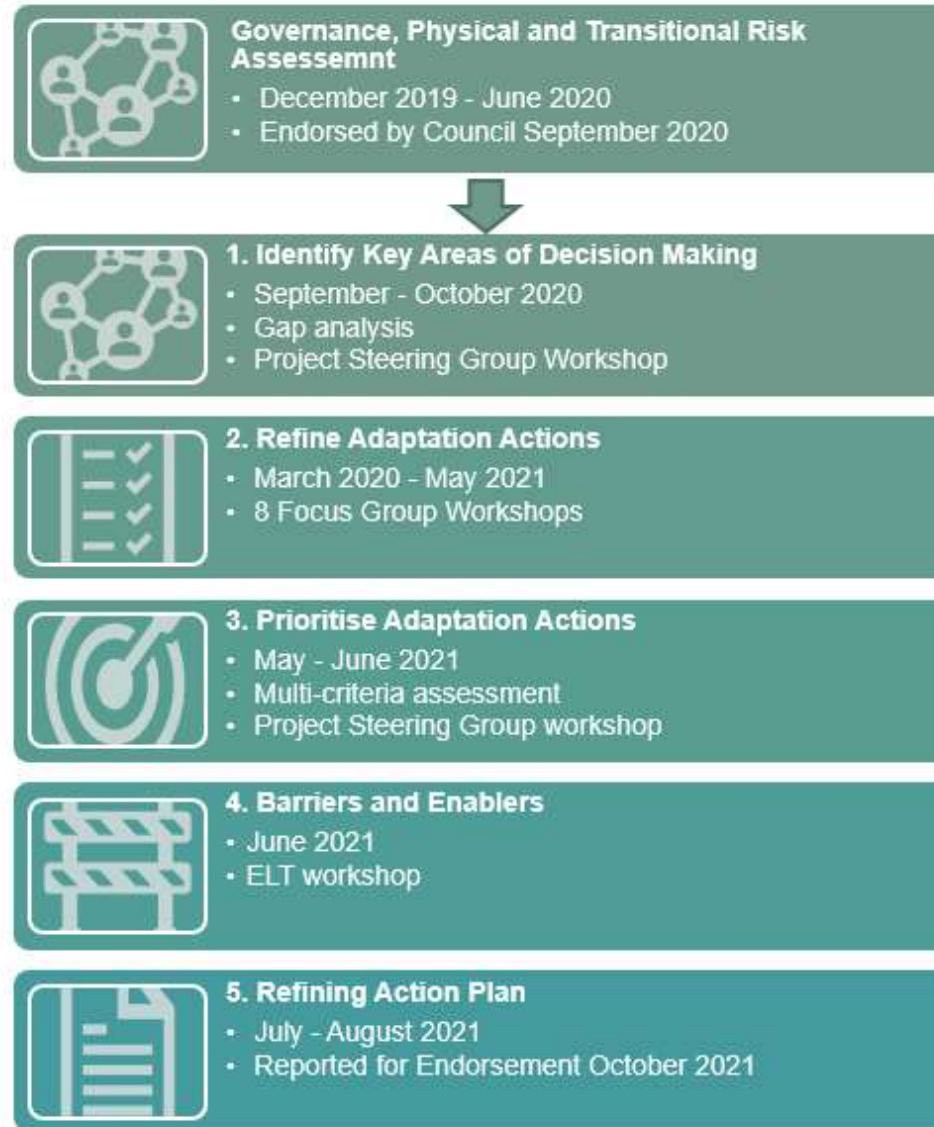 Governance, Physical and Transitional Risk
Assessemnt
• December 2019 - June 2020
• Endorsed by Council September 2020
1. Identify Key Areas of Decision Making
• September - October 2020
• Gap analysis
• Project Steering Group Workshop
2. Refine Adaptation Actions
• March 2020 - May 2021
• 8 Focus Group Workshops
3. Prioritise Adaptation Actions
• May - June 2021
• Multi-criteria assessment
• Project Steering Group workshop
4. Barriers and Enablers
• June 2021
• ELT workshop
5. Refining Action Plan
• July - August 2021
• Reported for Endorsement October 2021